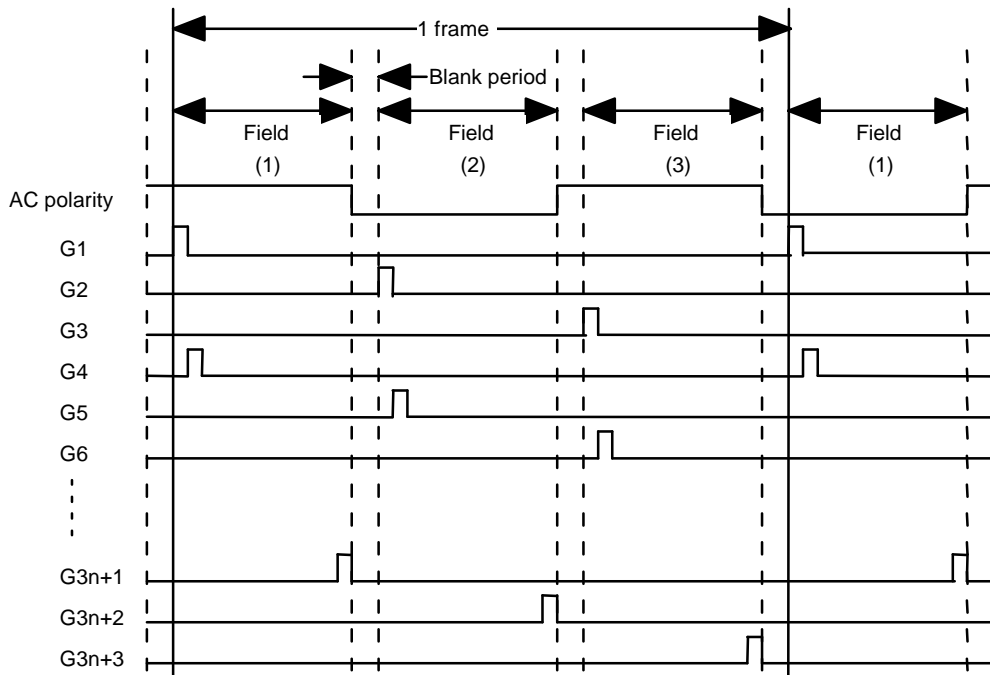 1 frame
Blank period
Field
(1)
Field
(2)
Field
(3)
Field
(1)
AC polarity
G1
G2
G3
G4
G5
G6
G3n+1
G3n+2
G3n+3